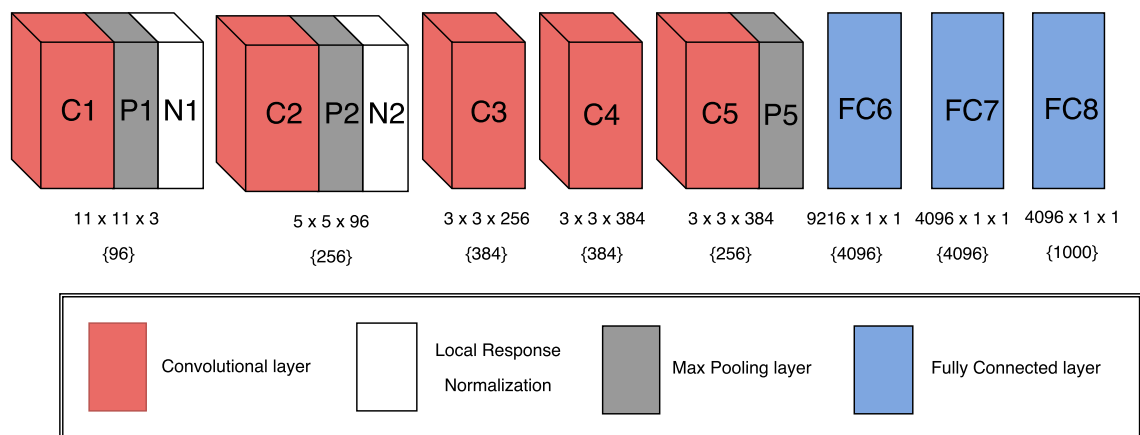 C1 P1 N1 C2 P2 N2 C3 C4 C5 P5 FC6 FC7 FC8
11 x 11 x 3 5 x 5 x 96 3 x 3 x 256 3 x 3 x 384 3 x 3 x 384 9216 x 1 x 1 4096 x 1 x 1 4096 x 1 x 1
{96} {256} {384} {384} {256} {4096} {4096} {1000}
Convolutional layer
Local Response
Normalization
Max Pooling layer
Fully Connected layer